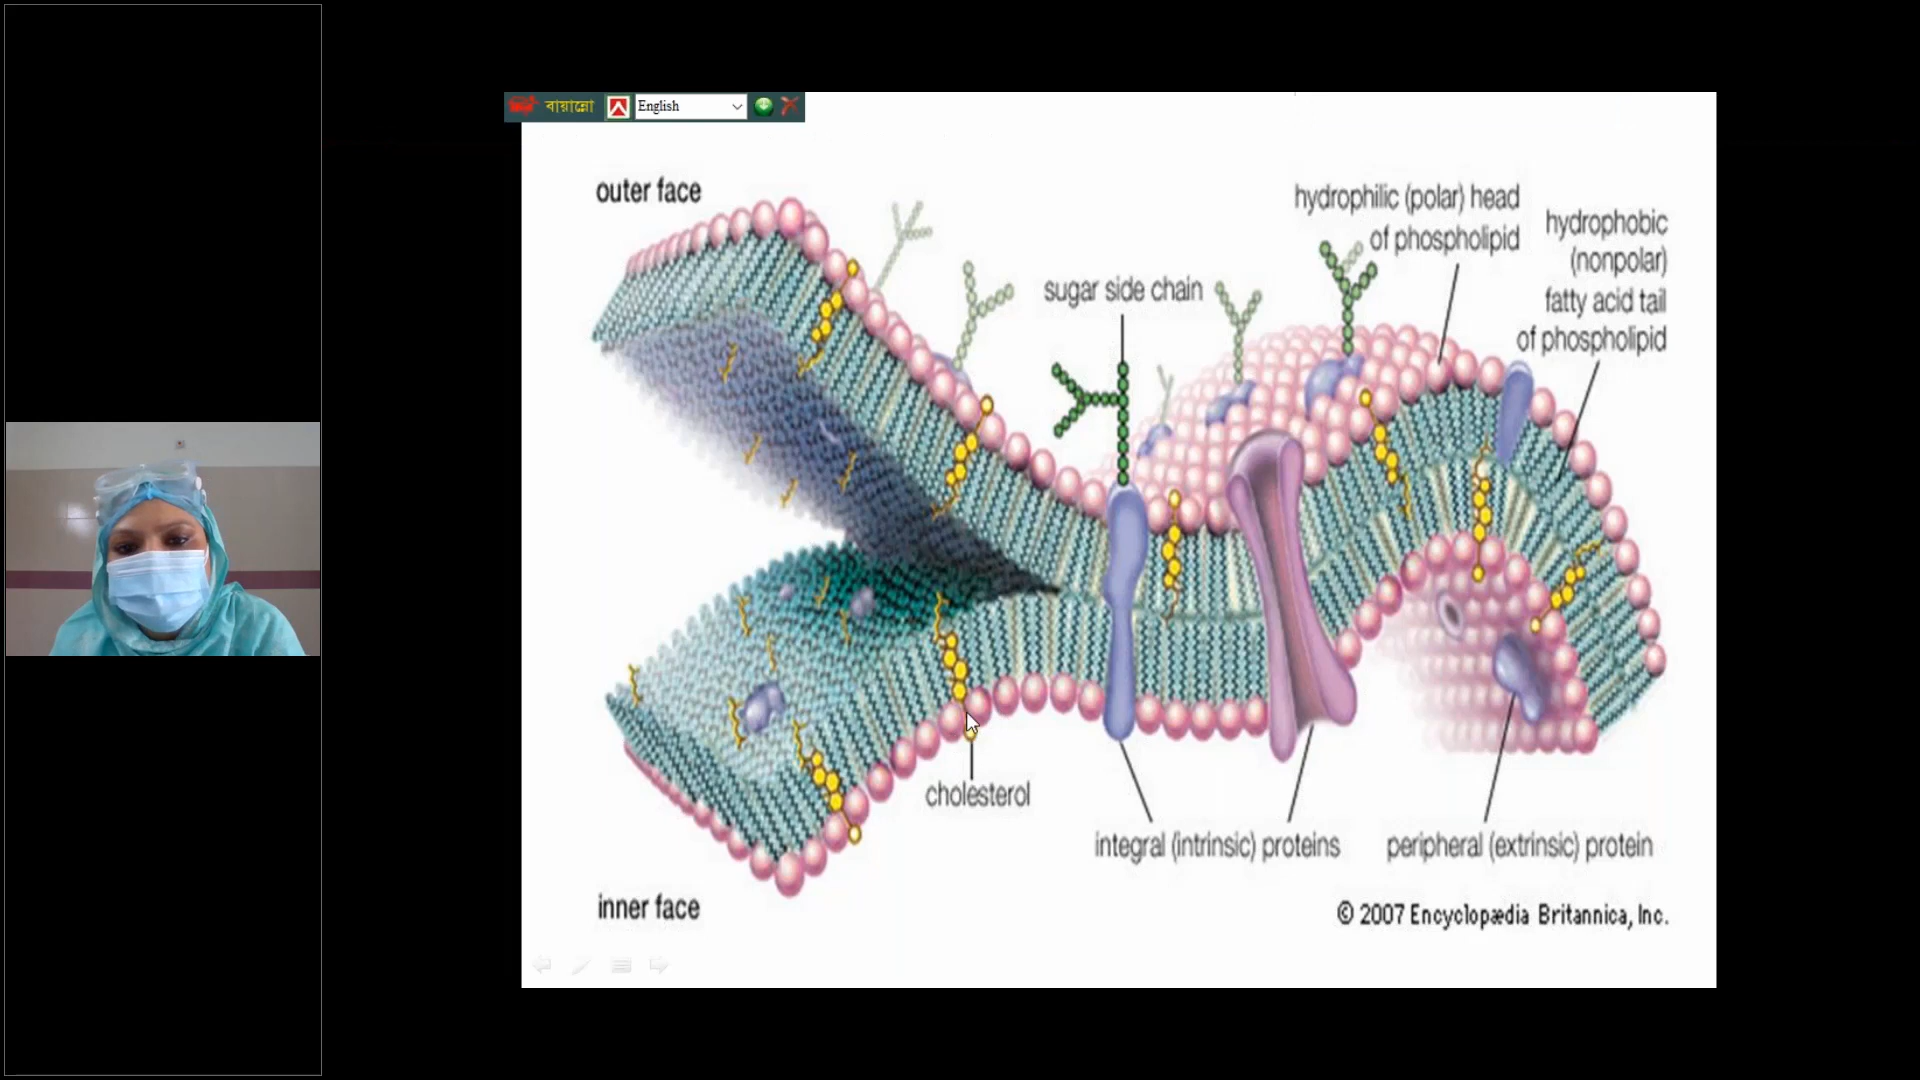 বায়ান্নো
English
outer face
hydrophilic (polar) head
of phospholipid
hydrophobic
(nonpolar)
fatty acid tail
of phospholipid
sugar side chain
cholesterol
integral (intrinsic) proteins
peripheral (extrinsic) protein
inner face
© 2007 Encyclopædia Britannica, Inc.